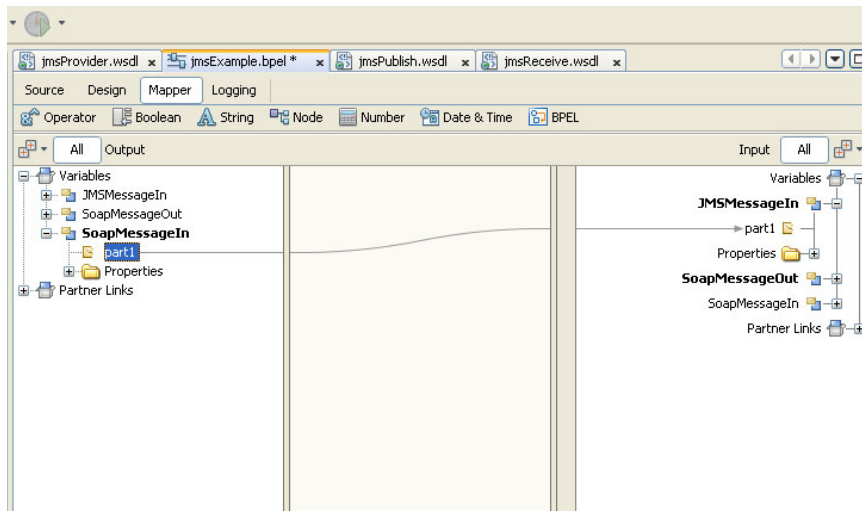 jmsProvider.wsdl x jmsExample.bpel * x jmsPublish.wsdl x jmsReceive.wsdl x
Source Design Mapper Logging
Operator Boolean String Node Number Date & Time BPEL
All Output Input All
Variables Variables
JMSMessageIn JMSMessageIn
SoapMessageOut part1
SoapMessageIn Properties
part1 SoapMessageOut
Properties SoapMessageIn
Partner Links Partner Links